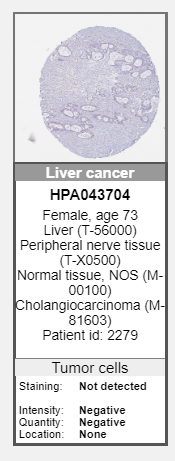 Liver cancer
HPA043704
Female, age 73
Liver (T-56000)
Peripheral nerve tissue
(T-X0500)
Normal tissue, NOS (M-
00100)
Cholangiocarcinoma (M-
81603)
Patient id: 2279
Tumor cells
Staining: Not detected
Intensity: Negative
Quantity: Negative
Location: None